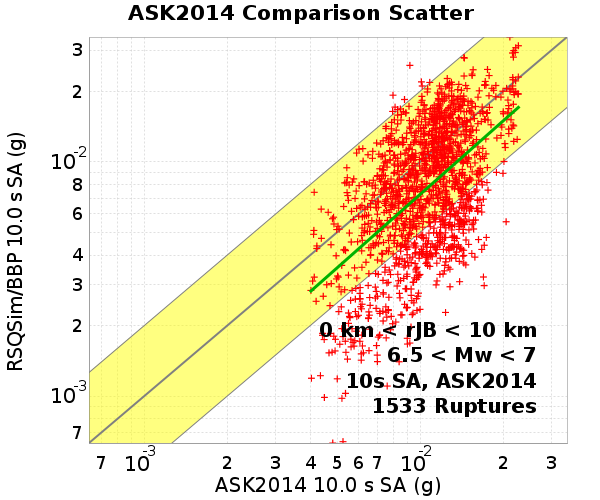 ASK2014 Comparison Scatter
RSQSim/BBP 10.0 s SA (g)
3
2
10⁻²
8
6
4
3
2
10⁻³
7
0 km < rJB < 10 km
6.5 < Mw < 7
10s SA, ASK2014
1533 Ruptures
7 10⁻³ 2 3 4 5 6 7 10⁻² 2 3
ASK2014 10.0 s SA (g)